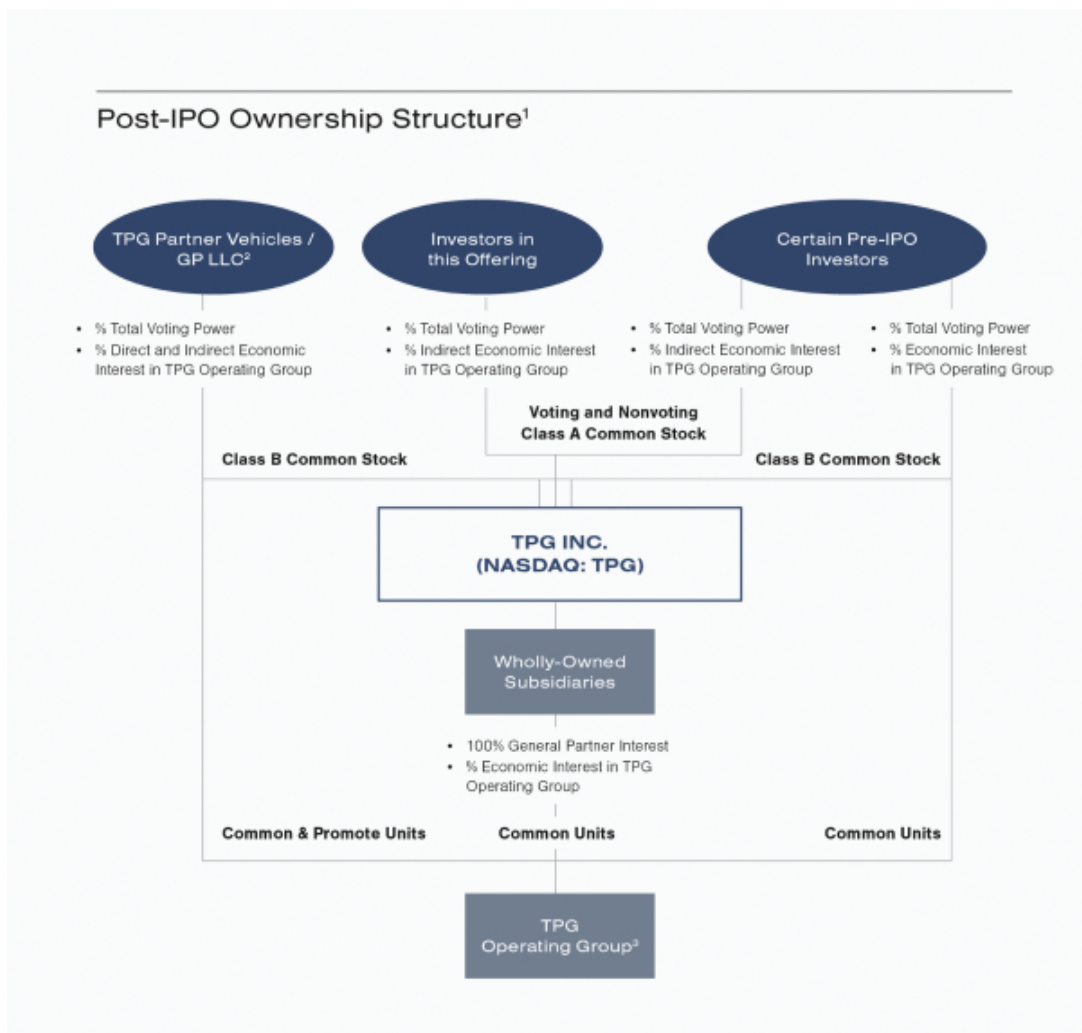 Post-IPO Ownership Structure¹
TPG Partner Vehicles /
GP LLC²
Investors in
this Offering
Certain Pre-IPO
Investors
• % Total Voting Power
• % Direct and Indirect Economic
Interest in TPG Operating Group
• % Total Voting Power
• % Indirect Economic Interest
in TPG Operating Group
• % Total Voting Power
• % Indirect Economic Interest
in TPG Operating Group
• % Total Voting Power
• % Economic Interest
in TPG Operating Group
Voting and Nonvoting
Class A Common Stock
Class B Common Stock
Class B Common Stock
TPG INC.
(NASDAQ: TPG)
Wholly-Owned
Subsidiaries
• 100% General Partner Interest
• % Economic Interest in TPG
Operating Group
Common & Promote Units
Common Units
Common Units
TPG
Operating Group³